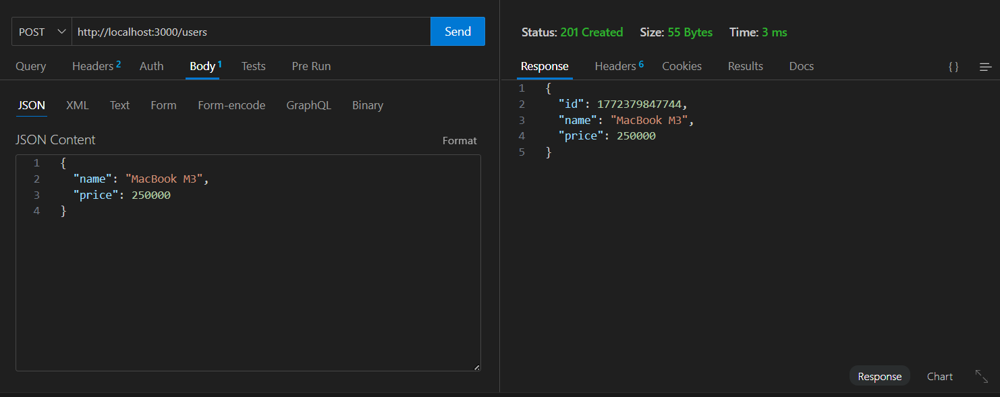 POST http://localhost:3000/users Send
Query Headers 2 Auth Body 1 Tests Pre Run
JSON XML Text Form Form-encode GraphQL Binary
JSON Content Format
1 {
2 "name": "MacBook M3",
3 "price": 250000
4 }
Status: 201 Created Size: 55 Bytes Time: 3 ms
Response Headers 6 Cookies Results Docs { }
1 {
2 "id": 1772379847744,
3 "name": "MacBook M3",
4 "price": 250000
5 }
Response Chart